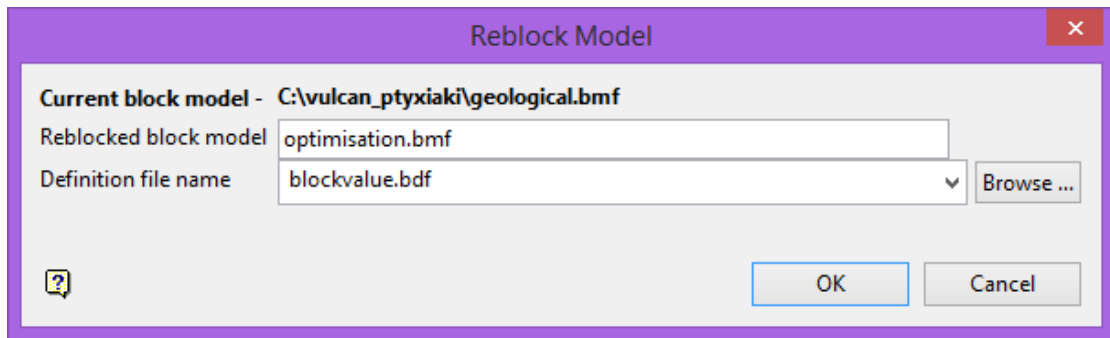 Reblock Model
Current block model - C:\vulcan_ptyxiaki\geological.bmf
Reblocked block model optimisation.bmf
Definition file name blockvalue.bdf Browse ...
OK Cancel